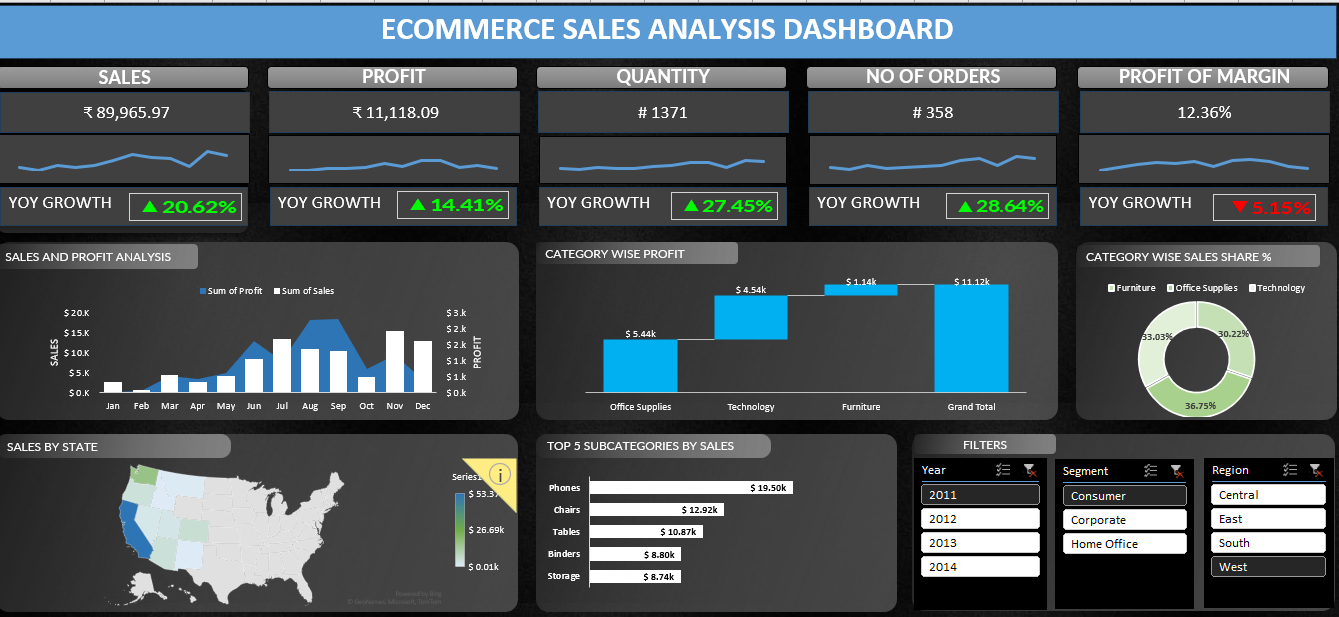 ECOMMERCE SALES ANALYSIS DASHBOARD
SALES
₹ 89,965.97
YOY GROWTH
▲ 20.62%
PROFIT
₹ 11,118.09
YOY GROWTH
▲ 14.41%
QUANTITY
# 1371
YOY GROWTH
▲ 27.45%
NO OF ORDERS
# 358
YOY GROWTH
▲ 28.64%
PROFIT OF MARGIN
12.36%
YOY GROWTH
▼ 5.15%
SALES AND PROFIT ANALYSIS
Sum of Profit Sum of Sales
SALES
$ 20.K
$ 15.K
$ 10.K
$ 5.K
$ 0.K
$ 3.k
$ 2.k
$ 2.k
$ 1.k
$ 1.k
$ 0.k
PROFIT
Jan Feb Mar Apr May Jun Jul Aug Sep Oct Nov Dec
CATEGORY WISE PROFIT
$ 5.44k
$ 4.54k
$ 1.14k
$ 11.12k
Office Supplies Technology Furniture Grand Total
CATEGORY WISE SALES SHARE %
Furniture Office Supplies Technology
33.03%
30.22%
36.75%
SALES BY STATE
Series1
$ 53.37
$ 26.69k
$ 0.01k
Powered by Bing
© GeoNames, Microsoft, TomTom
TOP 5 SUBCATEGORIES BY SALES
Phones $ 19.50k
Chairs $ 12.92k
Tables $ 10.87k
Binders $ 8.80k
Storage $ 8.74k
FILTERS
Year
2011
2012
2013
2014
Segment
Consumer
Corporate
Home Office
Region
Central
East
South
West